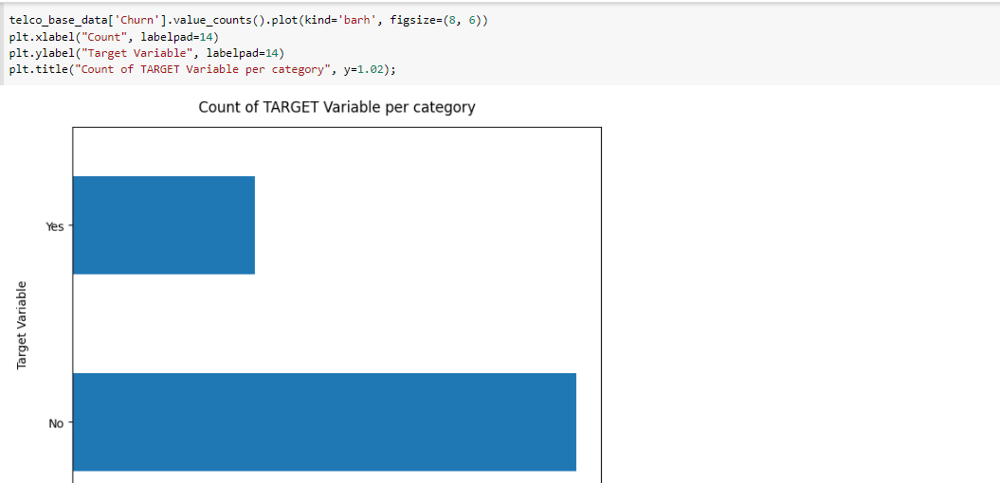 telco_base_data['Churn'].value_counts().plot(kind='barh', figsize=(8, 6))
plt.xlabel("Count", labelpad=14)
plt.ylabel("Target Variable", labelpad=14)
plt.title("Count of TARGET Variable per category", y=1.02);
Count of TARGET Variable per category
Yes
Target Variable
No